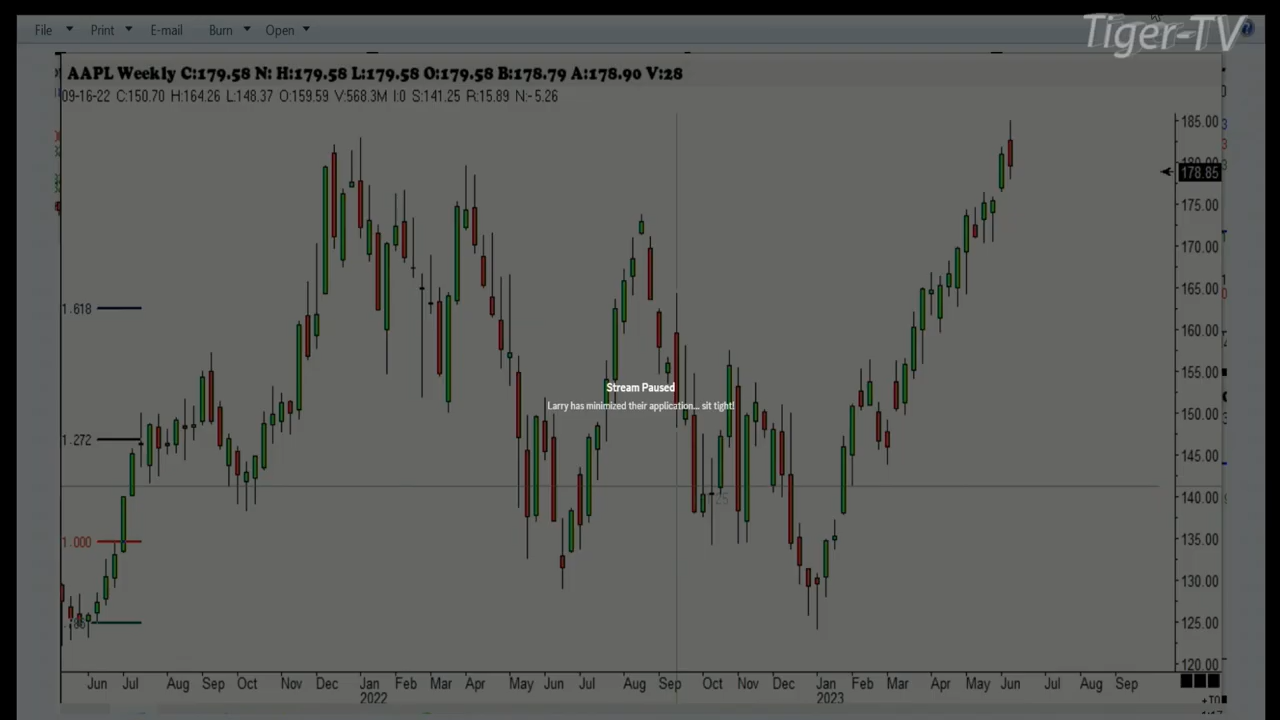 File Print E-mail Burn Open
Tiger-TV
AAPL Weekly C:179.58 N: H:179.58 L:179.58 O:179.58 B:178.79 A:178.90 V:28
09-16-22 C:150.70 H:164.26 L:148.37 O:159.59 V:568.3M I:0 S:141.25 R:15.89 N:-5.26
185.00
180.00
178.85
175.00
170.00
165.00
1.618
160.00
155.00
Stream Paused
Larry has minimized their application... sit tight!
150.00
1.272
145.00
140.00
1.000
135.00
130.00
125.00
120.00
Jun Jul Aug Sep Oct Nov Dec Jan Feb Mar Apr May Jun Jul Aug Sep Oct Nov Dec Jan Feb Mar Apr May Jun Jul Aug Sep
2022 2023